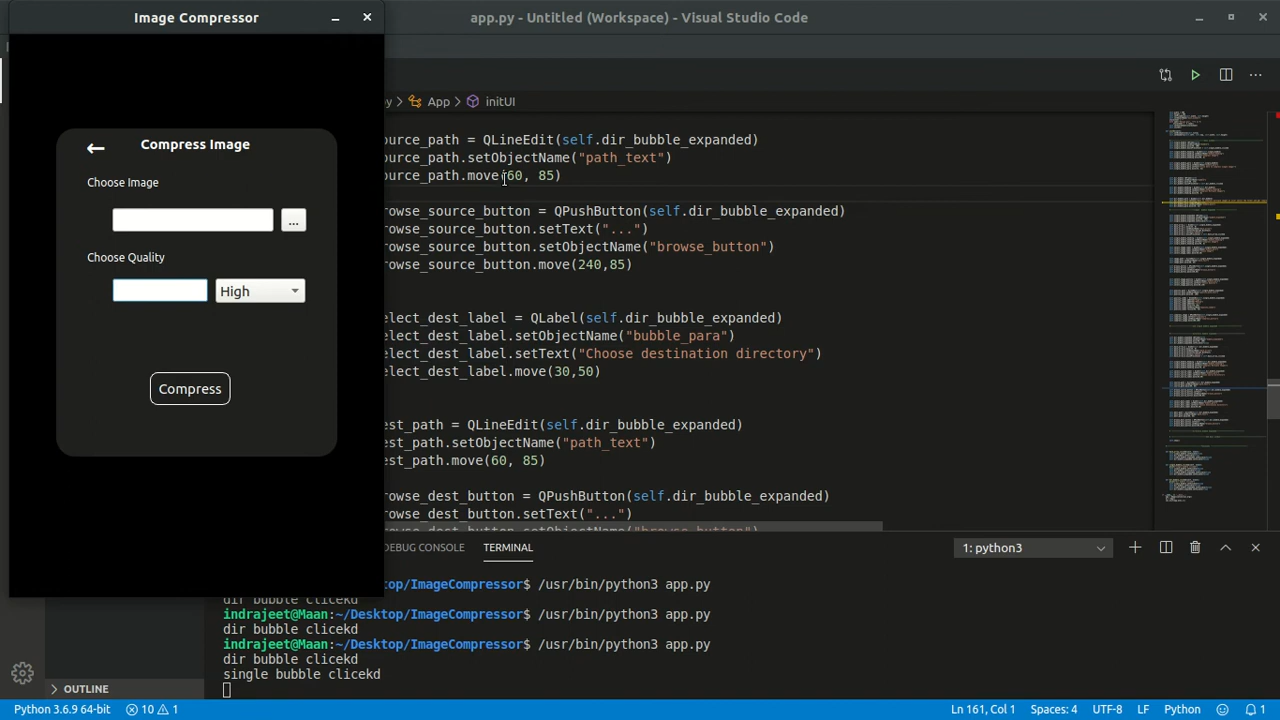 Image Compressor
app.py - Untitled (Workspace) - Visual Studio Code
py > App > initUI
Compress Image
Choose Image
...
Choose Quality
High
Compress
ource_path = QLineEdit(self.dir_bubble_expanded)
ource_path.setObjectName("path_text")
ource_path.move(60, 85)
rowse_source_button = QPushButton(self.dir_bubble_expanded)
rowse_source_button.setText("...")
rowse_source_button.setObjectName("browse_button")
rowse_source_button.move(240,85)
elect_dest_label = QLabel(self.dir_bubble_expanded)
elect_dest_label.setObjectName("bubble_para")
elect_dest_label.setText("Choose destination directory")
elect_dest_label.move(30,50)
est_path = QLineEdit(self.dir_bubble_expanded)
est_path.setObjectName("path_text")
est_path.move(60, 85)
rowse_dest_button = QPushButton(self.dir_bubble_expanded)
rowse_dest_button.setText("...")
rowse_dest_button.setObjectName("browse_button")
DEBUG CONSOLE TERMINAL 1: python3
op/ImageCompressor$ /usr/bin/python3 app.py
dir bubble clicekd
indrajeet@Maan:~/Desktop/ImageCompressor$ /usr/bin/python3 app.py
dir bubble clicekd
indrajeet@Maan:~/Desktop/ImageCompressor$ /usr/bin/python3 app.py
dir bubble clicekd
single bubble clicekd
OUTLINE
Python 3.6.9 64-bit 10 1 Ln 161, Col 1 Spaces: 4 UTF-8 LF Python 1